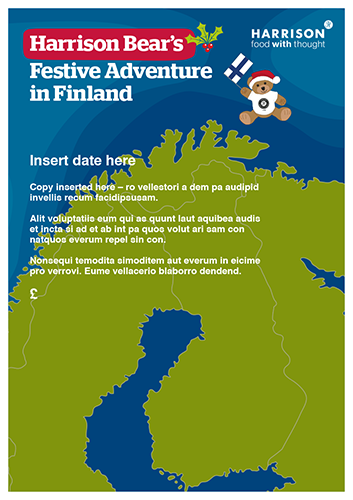 Harrison Bear's
Festive Adventure
in Finland
HARRISON
food with thought
Insert date here
Copy inserted here – ro vellestori a dem pa audipid
invellis recum facidipsusam.
Alit voluptatiis eum qui as quunt laut aquibea audis
et incta si ad et ab int pa quos volut ari sam con
natquos everum repel sin con.
Nonsequi temodita simoditem aut everum in eicime
pro verrovi. Eume vellacerio blaborro dendend.
£